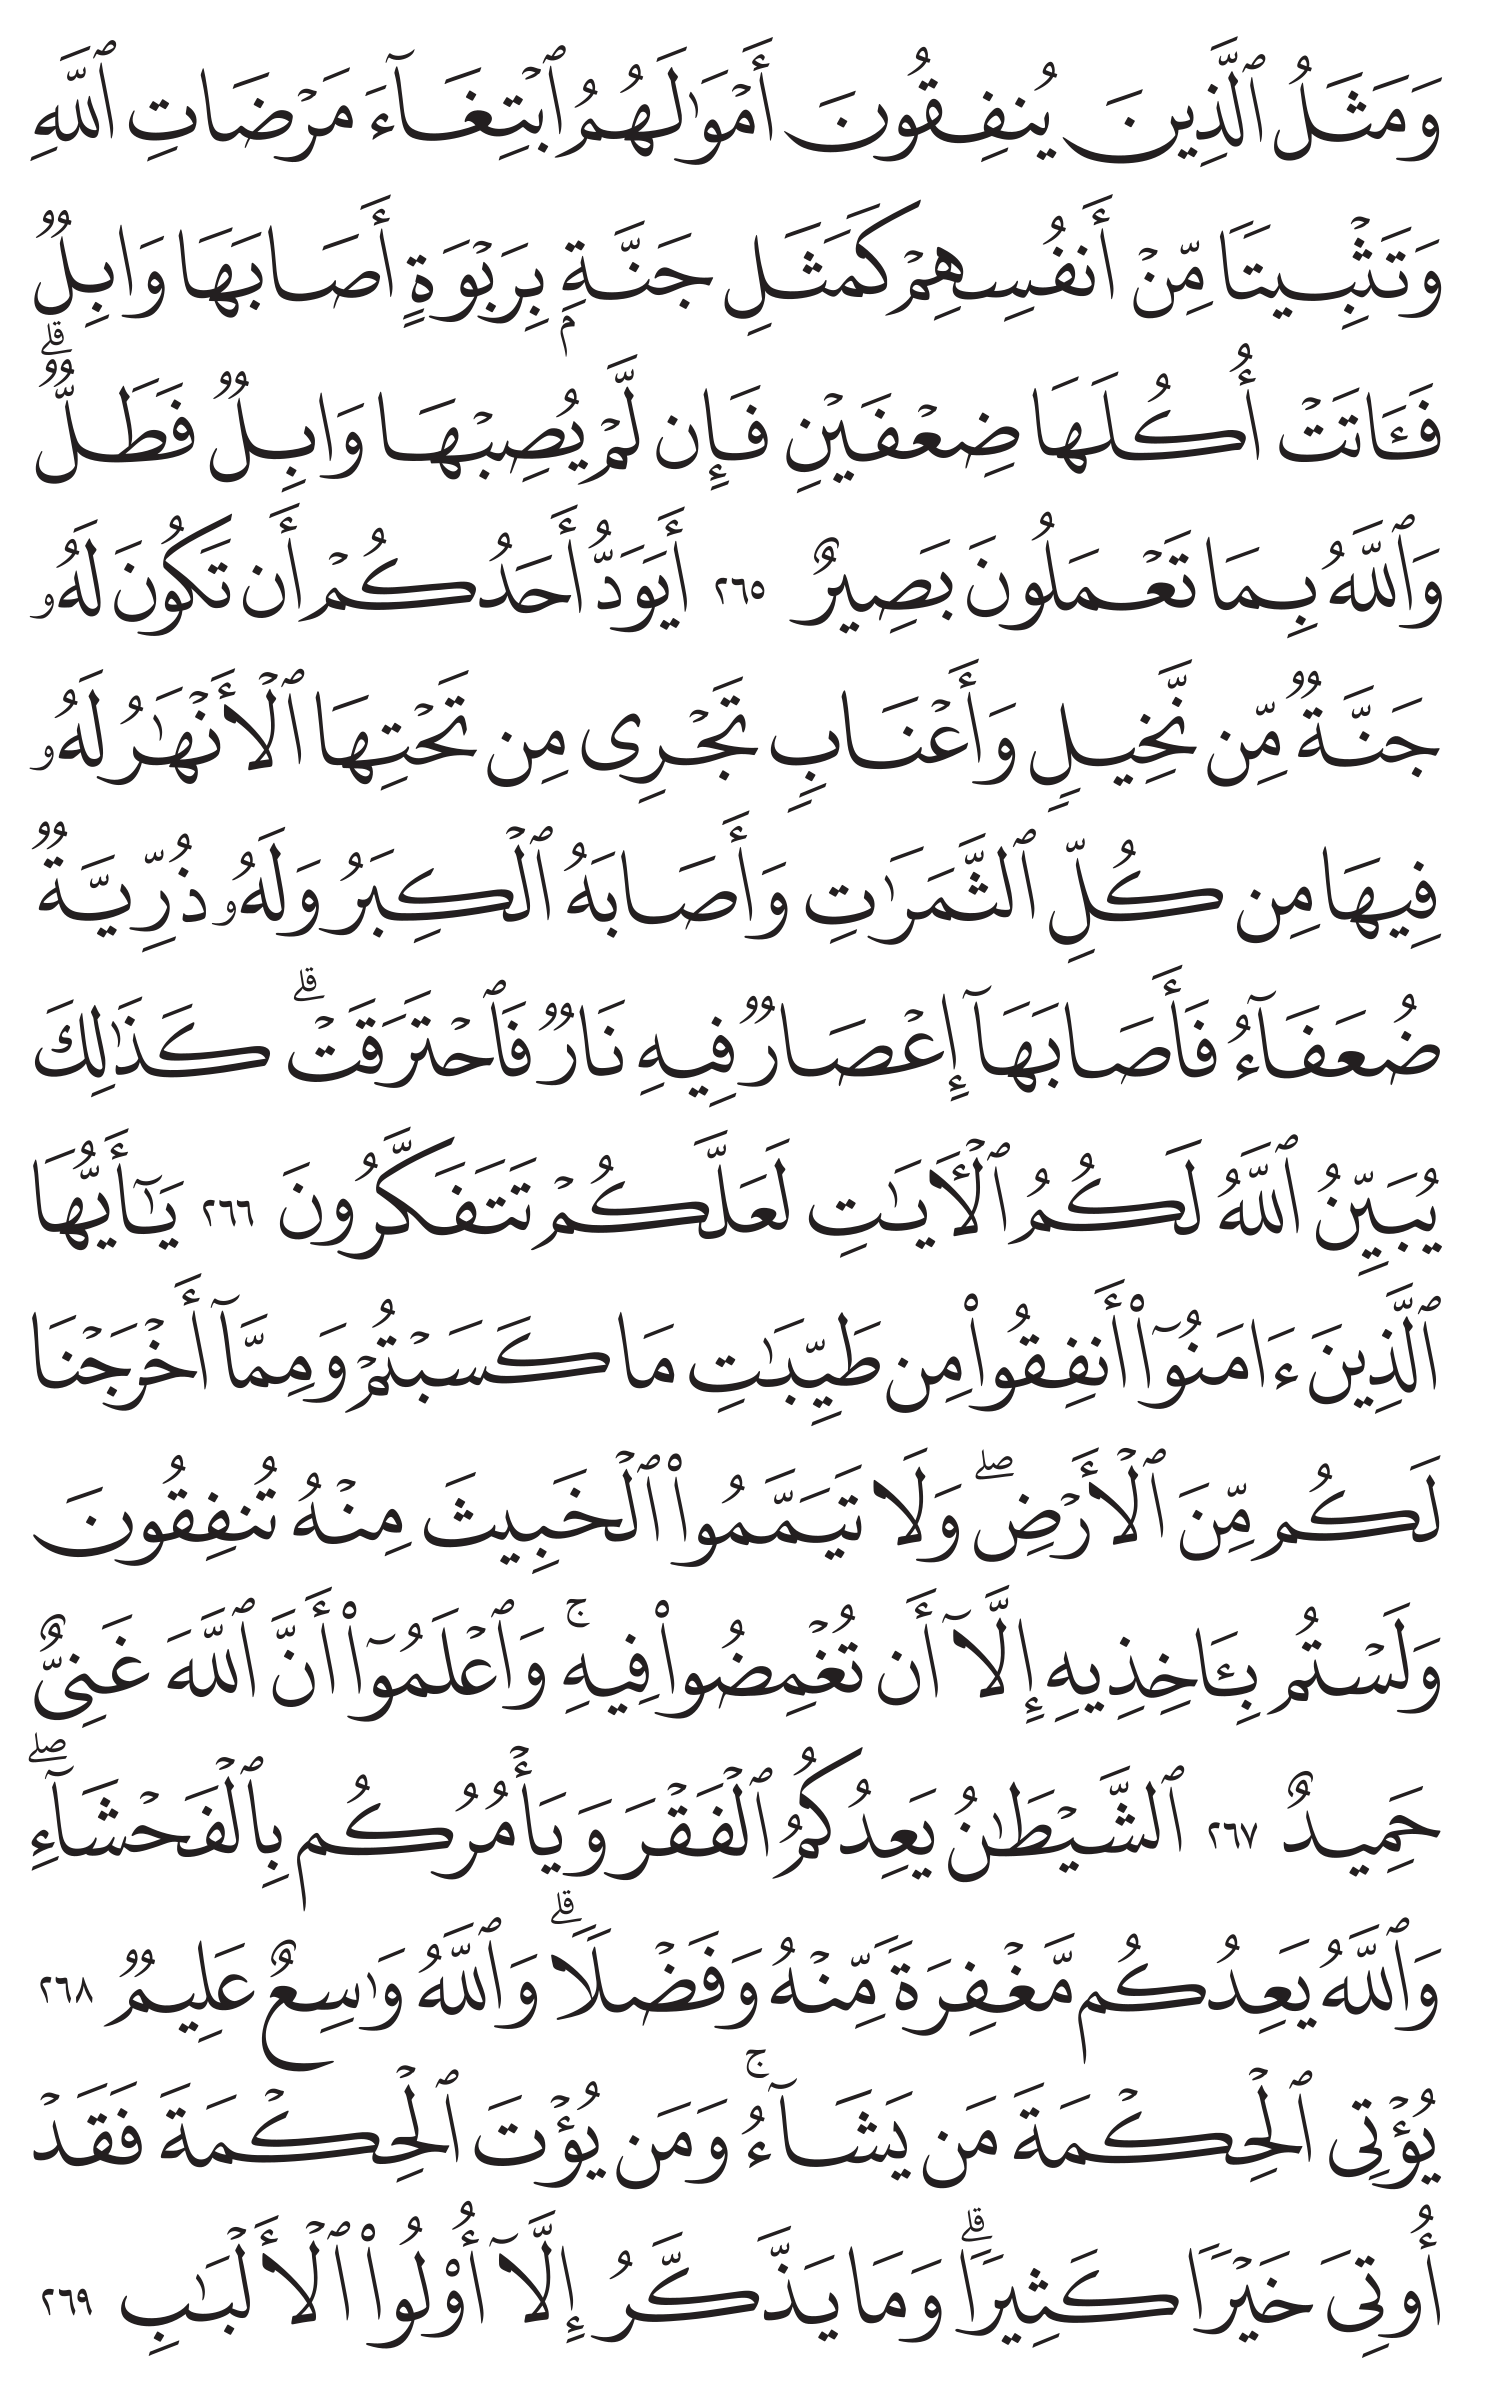 وَمَثَلُ ٱلَّذِينَ يُنفِقُونَ أَمۡوَٰلَهُمُ ٱبۡتِغَآءَ مَرۡضَاتِ ٱللَّهِ
وَتَثۡبِيتٗا مِّنۡ أَنفُسِهِمۡ كَمَثَلِ جَنَّةِۭ بِرَبۡوَةٍ أَصَابَهَا وَابِلٞ
فَـَٔاتَتۡ أُكُلَهَا ضِعۡفَيۡنِ فَإِن لَّمۡ يُصِبۡهَا وَابِلٞ فَطَلّٞۗ
وَٱللَّهُ بِمَا تَعۡمَلُونَ بَصِيرٌ ٢٦٥ أَيَوَدُّ أَحَدُكُمۡ أَن تَكُونَ لَهُۥ
جَنَّةٞ مِّن نَّخِيلٖ وَأَعۡنَابٖ تَجۡرِي مِن تَحۡتِهَا ٱلۡأَنۡهَٰرُ لَهُۥ
فِيهَا مِن كُلِّ ٱلثَّمَرَٰتِ وَأَصَابَهُ ٱلۡكِبَرُ وَلَهُۥ ذُرِّيَّةٞ
ضُعَفَآءُ فَأَصَابَهَآ إِعۡصَارٞ فِيهِ نَارٞ فَٱحۡتَرَقَتۡۗ كَذَٰلِكَ
يُبَيِّنُ ٱللَّهُ لَكُمُ ٱلۡأٓيَٰتِ لَعَلَّكُمۡ تَتَفَكَّرُونَ ٢٦٦ يَٰٓأَيُّهَا
ٱلَّذِينَ ءَامَنُوٓاْ أَنفِقُواْ مِن طَيِّبَٰتِ مَا كَسَبۡتُمۡ وَمِمَّآ أَخۡرَجۡنَا
لَكُم مِّنَ ٱلۡأَرۡضِۖ وَلَا تَيَمَّمُواْ ٱلۡخَبِيثَ مِنۡهُ تُنفِقُونَ
وَلَسۡتُم بِـَٔاخِذِيهِ إِلَّآ أَن تُغۡمِضُواْ فِيهِۚ وَٱعۡلَمُوٓاْ أَنَّ ٱللَّهَ غَنِيٌّ
حَمِيدٌ ٢٦٧ ٱلشَّيۡطَٰنُ يَعِدُكُمُ ٱلۡفَقۡرَ وَيَأۡمُرُكُم بِٱلۡفَحۡشَآءِۖ
وَٱللَّهُ يَعِدُكُم مَّغۡفِرَةٗ مِّنۡهُ وَفَضۡلٗاۗ وَٱللَّهُ وَٰسِعٌ عَلِيمٞ ٢٦٨
يُؤۡتِي ٱلۡحِكۡمَةَ مَن يَشَآءُۚ وَمَن يُؤۡتَ ٱلۡحِكۡمَةَ فَقَدۡ
أُوتِيَ خَيۡرٗا كَثِيرٗاۗ وَمَا يَذَّكَّرُ إِلَّآ أُوْلُواْ ٱلۡأَلۡبَٰبِ ٢٦٩